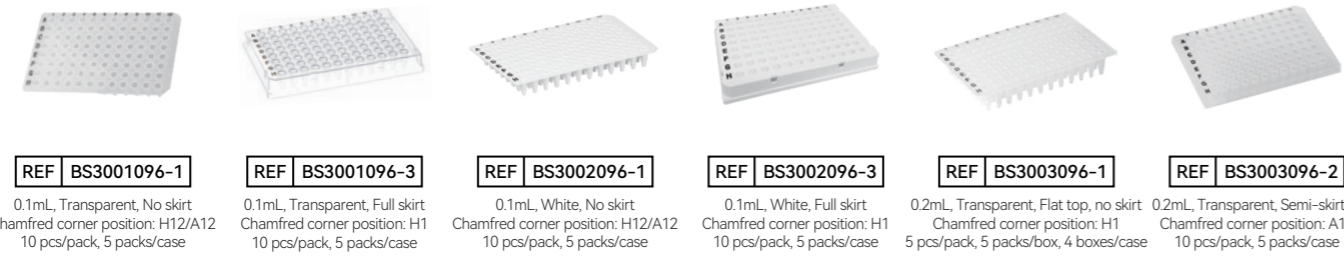 REF BS3001096-1
0.1mL, Transparent, No skirt
hamfred corner position: H12/A12
10 pcs/pack, 5 packs/case
REF BS3001096-3
0.1mL, Transparent, Full skirt
Chamfred corner position: H1
10 pcs/pack, 5 packs/case
REF BS3002096-1
0.1mL, White, No skirt
Chamfred corner position: H12/A12
10 pcs/pack, 5 packs/case
REF BS3002096-3
0.1mL, White, Full skirt
Chamfred corner position: H1
10 pcs/pack, 5 packs/case
REF BS3003096-1
0.2mL, Transparent, Flat top, no skirt
Chamfred corner position: H1
5 pcs/pack, 5 packs/box, 4 boxes/case
REF BS3003096-2
0.2mL, Transparent, Semi-skirt
Chamfred corner position: A1
10 pcs/pack, 5 packs/case